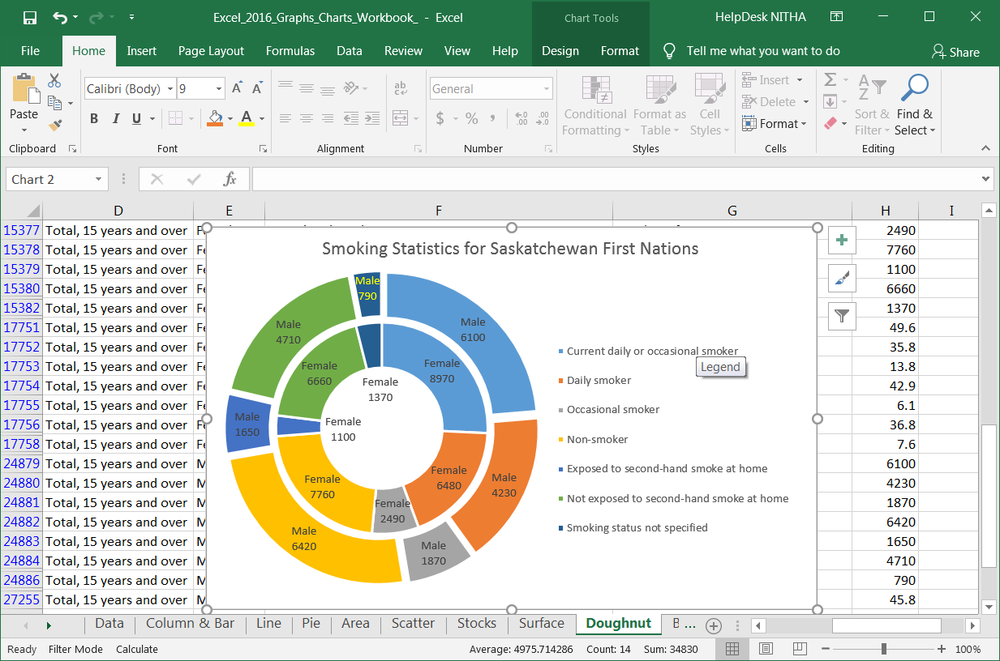 Excel_2016_Graphs_Charts_Workbook_ - Excel
Chart Tools
HelpDesk NITHA
File Home Insert Page Layout Formulas Data Review View Help Design Format Tell me what you want to do Share
Paste
Calibri (Body) 9 A A
B I U A
ab
General
$ % ,
Conditional Formatting
Format as Table
Cell Styles
Insert
Delete
Format
Sort & Filter
Find & Select
Clipboard Font Alignment Number Styles Cells Editing
Chart 2 fx
D E F G H I
15377 Total, 15 years and over 2490
15378 Total, 15 years and over Fe 7760
15379 Total, 15 years and over Fe 1100
15380 Total, 15 years and over Fe 6660
15382 Total, 15 years and over Fe 1370
17751 Total, 15 years and over Fe 49.6
17752 Total, 15 years and over Fe 35.8
17753 Total, 15 years and over Fe 13.8
17754 Total, 15 years and over Fe 42.9
17755 Total, 15 years and over Fe 6.1
17756 Total, 15 years and over Fe 36.8
17758 Total, 15 years and over Fe 7.6
24879 Total, 15 years and over M 6100
24880 Total, 15 years and over M 4230
24881 Total, 15 years and over M 1870
24882 Total, 15 years and over M 6420
24883 Total, 15 years and over M 1650
24884 Total, 15 years and over M 4710
24886 Total, 15 years and over M 790
27255 Total, 15 years and over M 45.8
Smoking Statistics for Saskatchewan First Nations
Male
790
Male
6100
Male
4710
Female
8970
Female
6660
Female
1370
Male
1650
Female
1100
Female
7760
Female
6480
Male
4230
Female
2490
Male
6420
Male
1870
Current daily or occasional smoker
Legend
Daily smoker
Occasional smoker
Non-smoker
Exposed to second-hand smoke at home
Not exposed to second-hand smoke at home
Smoking status not specified
Data Column & Bar Line Pie Area Scatter Stocks Surface Doughnut B ...
Ready Filter Mode Calculate Average: 4975.714286 Count: 14 Sum: 34830 100%